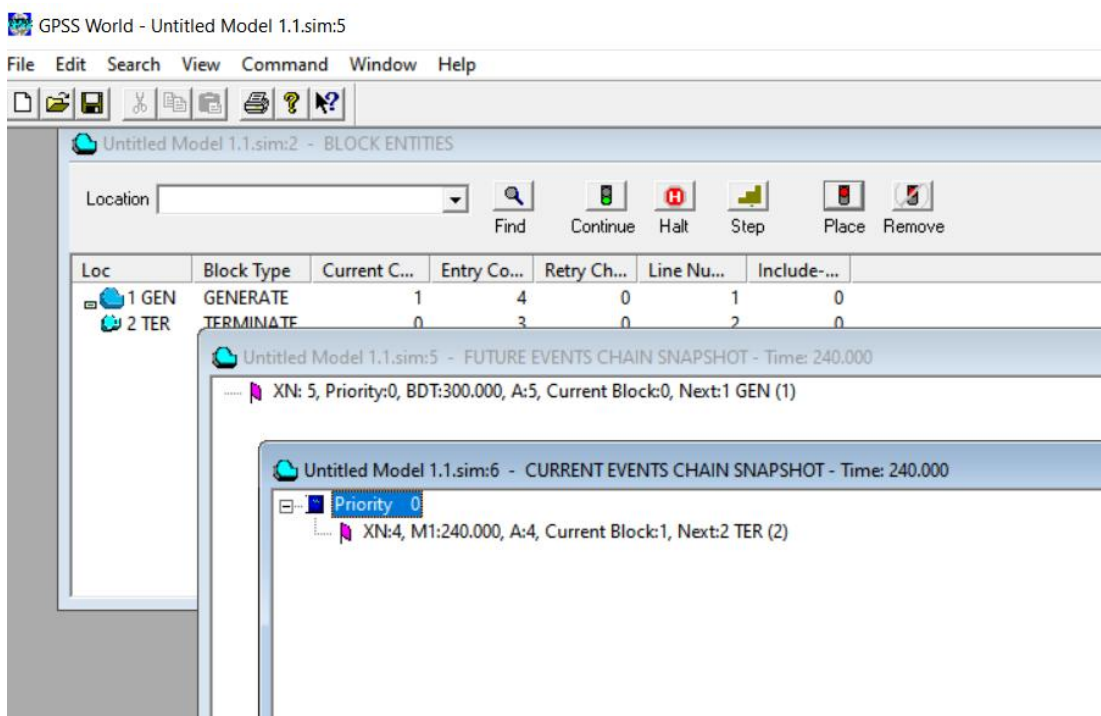 GPSS World - Untitled Model 1.1.sim:5
File Edit Search View Command Window Help
Untitled Model 1.1.sim:2 - BLOCK ENTITIES
Location
Find Continue Halt Step Place Remove
Loc Block Type Current C... Entry Co... Retry Ch... Line Nu... Include-...
1 GEN GENERATE 1 4 0 1 0
2 TER TERMINATE 0 3 0 2 0
Untitled Model 1.1.sim:5 - FUTURE EVENTS CHAIN SNAPSHOT - Time: 240.000
XN: 5, Priority:0, BDT:300.000, A:5, Current Block:0, Next:1 GEN (1)
Untitled Model 1.1.sim:6 - CURRENT EVENTS CHAIN SNAPSHOT - Time: 240.000
Priority 0
XN:4, M1:240.000, A:4, Current Block:1, Next:2 TER (2)